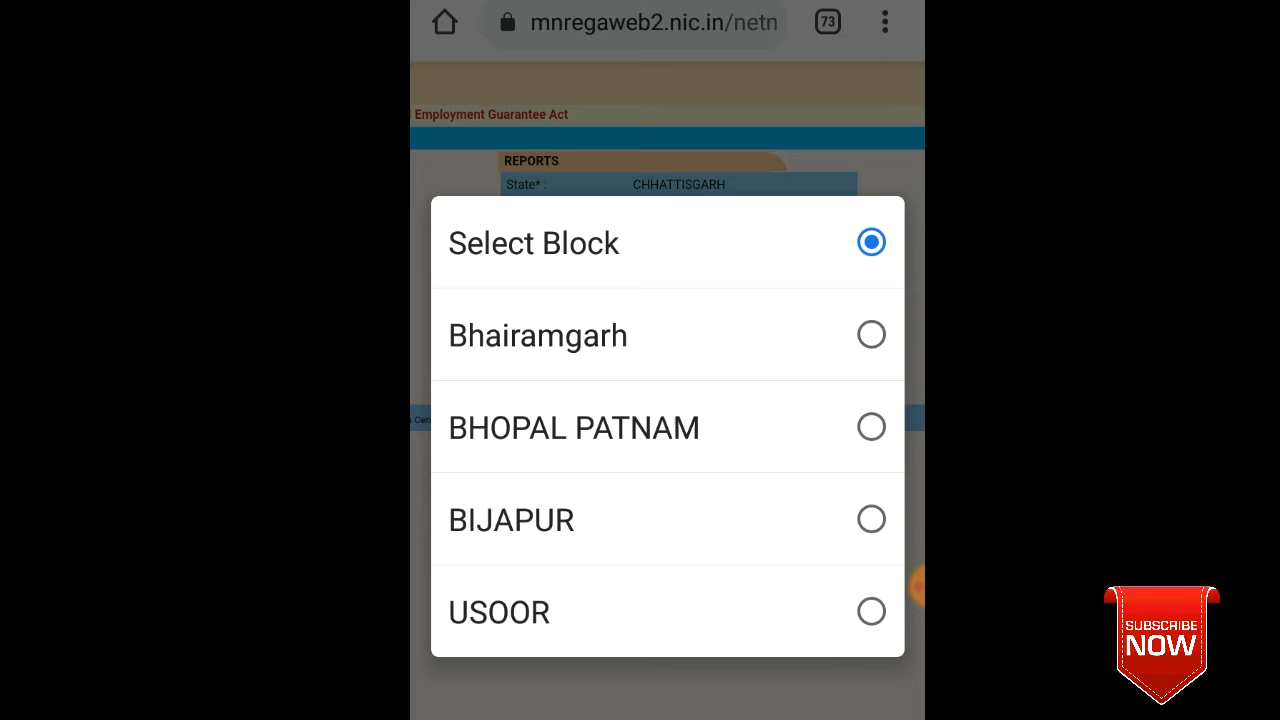 mnregaweb2.nic.in/netn
73
Employment Guarantee Act
REPORTS
State* : CHHATTISGARH
Select Block
Bhairamgarh
BHOPAL PATNAM
BIJAPUR
USOOR
SUBSCRIBE
NOW